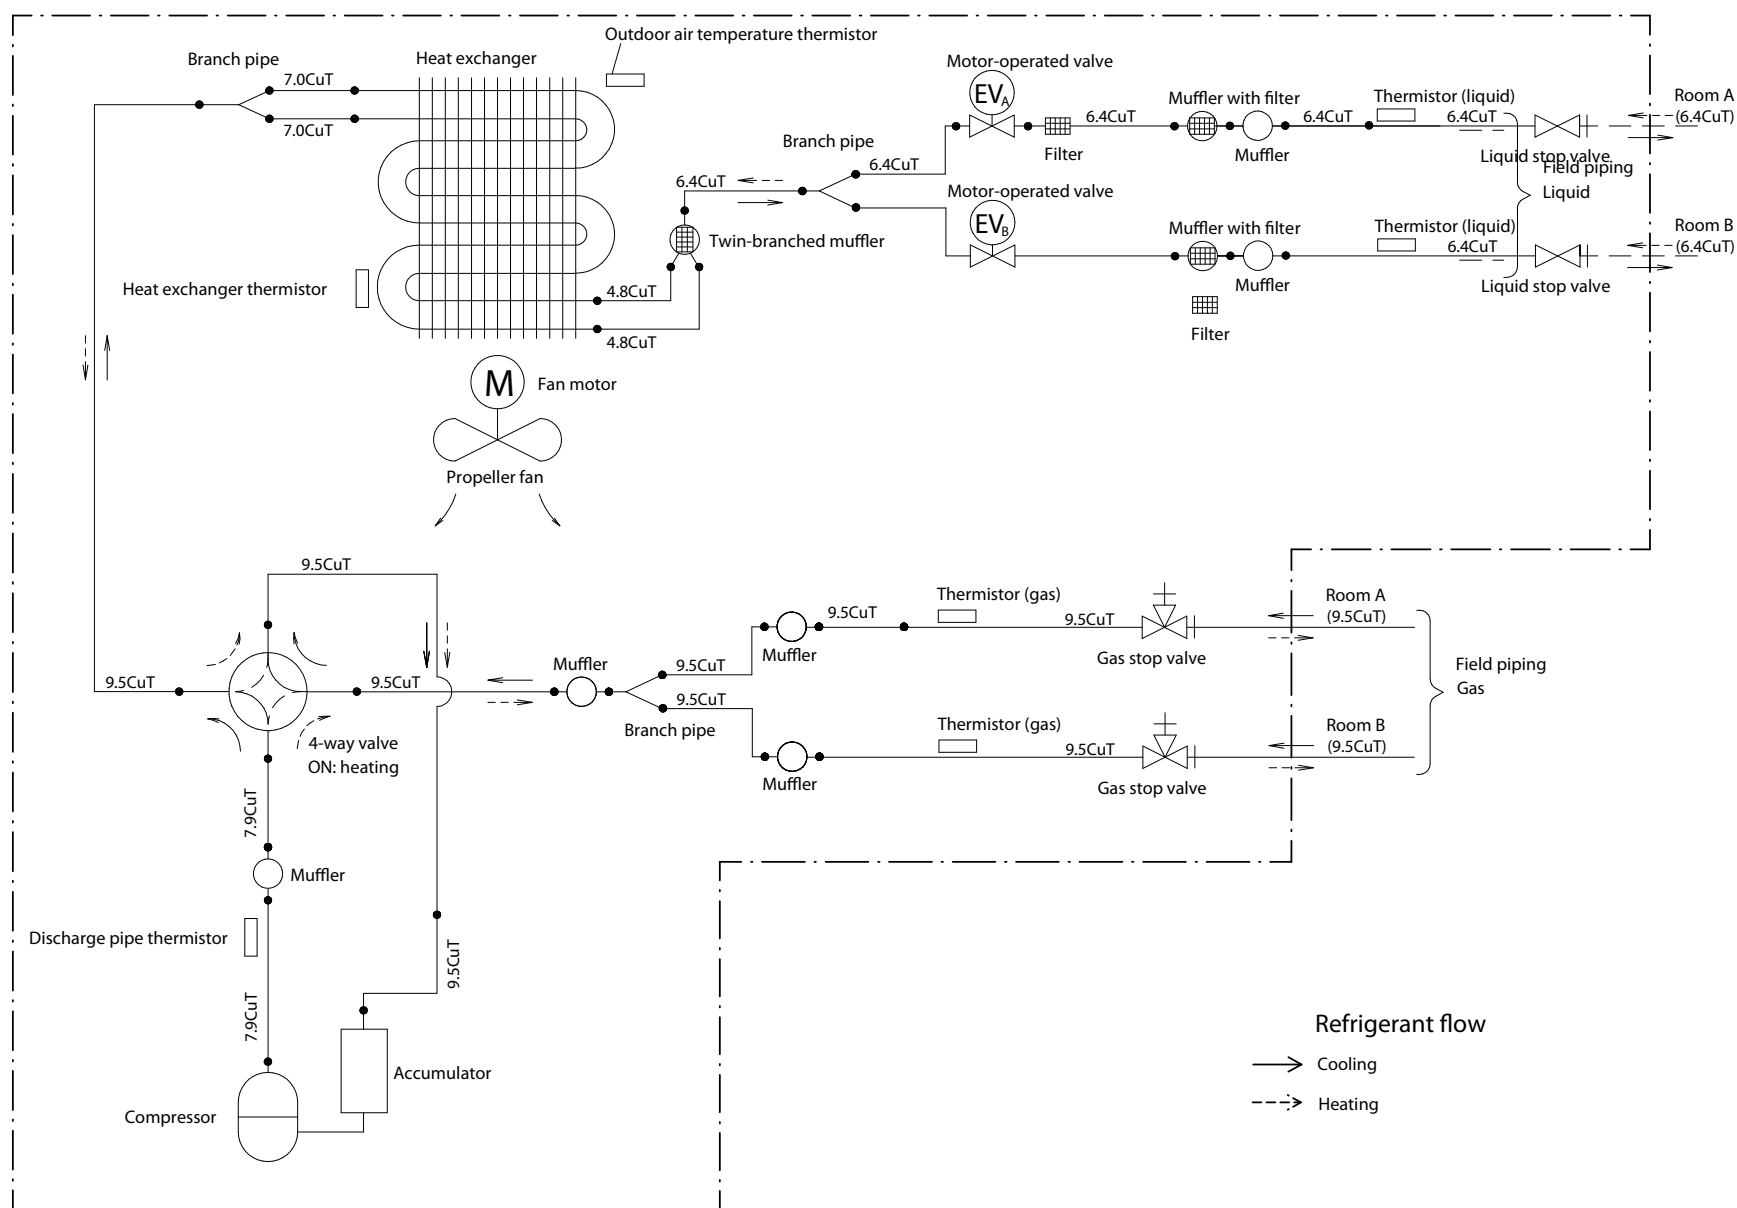 Outdoor air temperature thermistor
Branch pipe
Heat exchanger
7.0CuT
7.0CuT
Motor-operated valve
EVA
Muffler with filter
Thermistor (liquid)
Room A
(6.4CuT)
6.4CuT
6.4CuT
6.4CuT
Filter
Muffler
Liquid stop valve
Field piping
Liquid
Branch pipe
6.4CuT
6.4CuT
Motor-operated valve
EVB
Muffler with filter
Thermistor (liquid)
Room B
(6.4CuT)
6.4CuT
Twin-branched muffler
Muffler
Liquid stop valve
Filter
Heat exchanger thermistor
4.8CuT
4.8CuT
M
Fan motor
Propeller fan
9.5CuT
9.5CuT
9.5CuT
Muffler
9.5CuT
9.5CuT
Branch pipe
Muffler
9.5CuT
Thermistor (gas)
9.5CuT
Gas stop valve
Room A
(9.5CuT)
Field piping
Gas
Muffler
Thermistor (gas)
9.5CuT
Gas stop valve
Room B
(9.5CuT)
4-way valve
ON: heating
7.9CuT
Muffler
Discharge pipe thermistor
7.9CuT
9.5CuT
Accumulator
Compressor
Refrigerant flow
Cooling
Heating